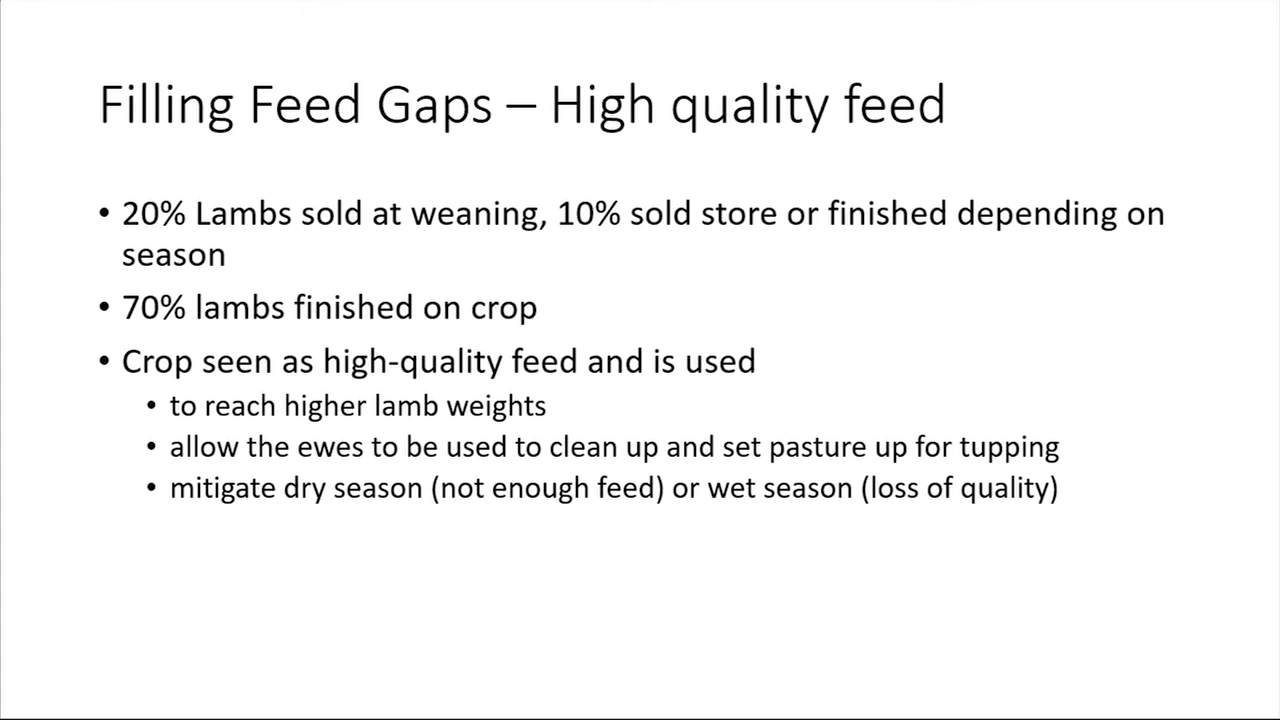 Filling Feed Gaps – High quality feed
• 20% Lambs sold at weaning, 10% sold store or finished depending on
season
• 70% lambs finished on crop
• Crop seen as high-quality feed and is used
• to reach higher lamb weights
• allow the ewes to be used to clean up and set pasture up for tupping
• mitigate dry season (not enough feed) or wet season (loss of quality)